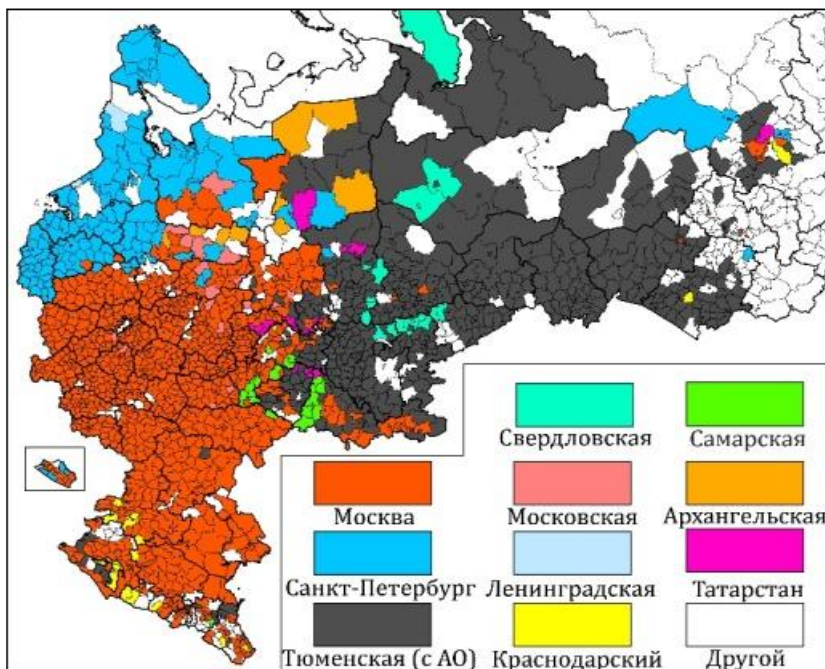 Свердловская
Самарская
Москва
Московская
Архангельская
Санкт-Петербург
Ленинградская
Татарстан
Тюменская (с АО)
Краснодарский
Другой